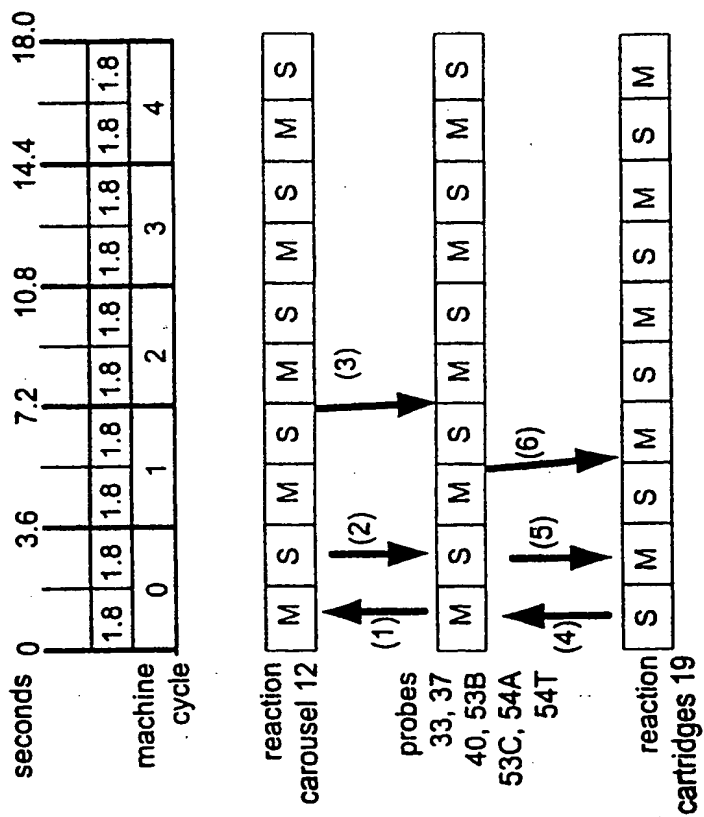 seconds 0 3.6 7.2 10.8 14.4 18.0
1.8 1.8 1.8 1.8 1.8 1.8 1.8 1.8 1.8 1.8
machine
cycle
0 1 2 3 4
reaction
carousel 12
M S M S M S M S M S
(1) (2) (3)
probes
33, 37
40, 53B
53C, 54A
54T
M S M S M S M S M S
(4) (5) (6)
reaction
cartridges 19
S M S M S M S M S M